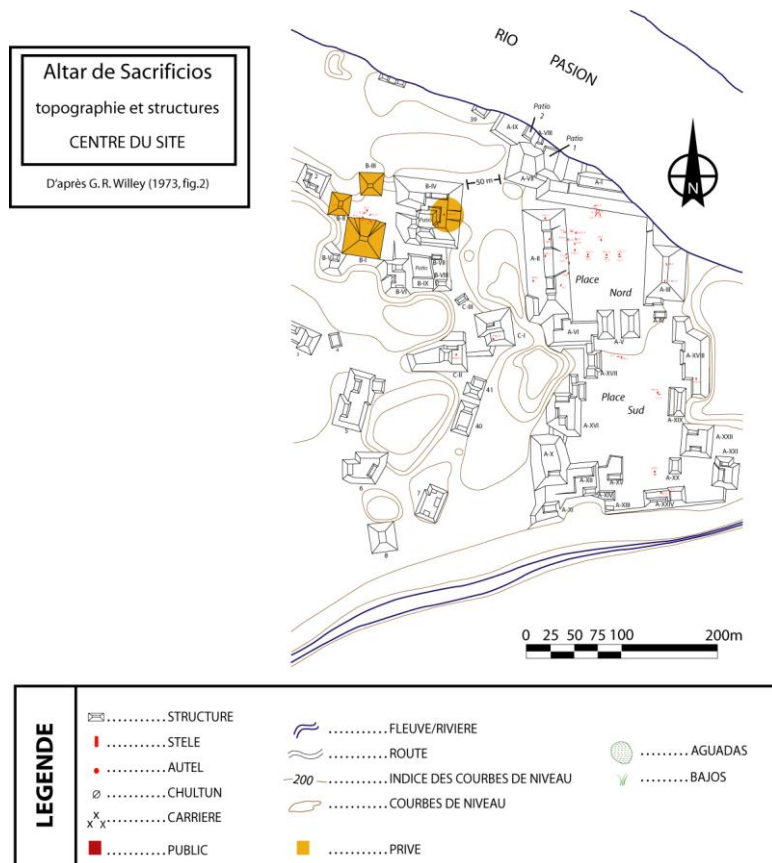 Altar de Sacrificios
topographie et structures
CENTRE DU SITE
D'après G. R. Willey (1973, fig.2)
RIO PASION
N
Patio 2
Patio 1
39
A-IX
A-VIII
A-VII
A-I
50 m
2
B-III
B-II
B-I
B-IV
Patio
B-V
B-VI
Patio
B-VII
B-VIII
B-IX
A-II
Place Nord
A-III
C-III
C-I
C-II
A-VI
A-V
A-IV
A-XVII
A-XVIII
Place Sud
41
40
5
6
7
8
A-XVI
A-XIX
A-XXII
A-XXI
A-X
A-XII
A-XV
A-XX
A-XIV
A-XIII
A-XXIV
A-XI
0 25 50 75 100 200m
LEGENDE
STRUCTURE
STELE
AUTEL
CHULTUN
CARRIERE
PUBLIC
FLEUVE/RIVIERE
ROUTE
200 INDICE DES COURBES DE NIVEAU
COURBES DE NIVEAU
PRIVE
AGUADAS
BAJOS